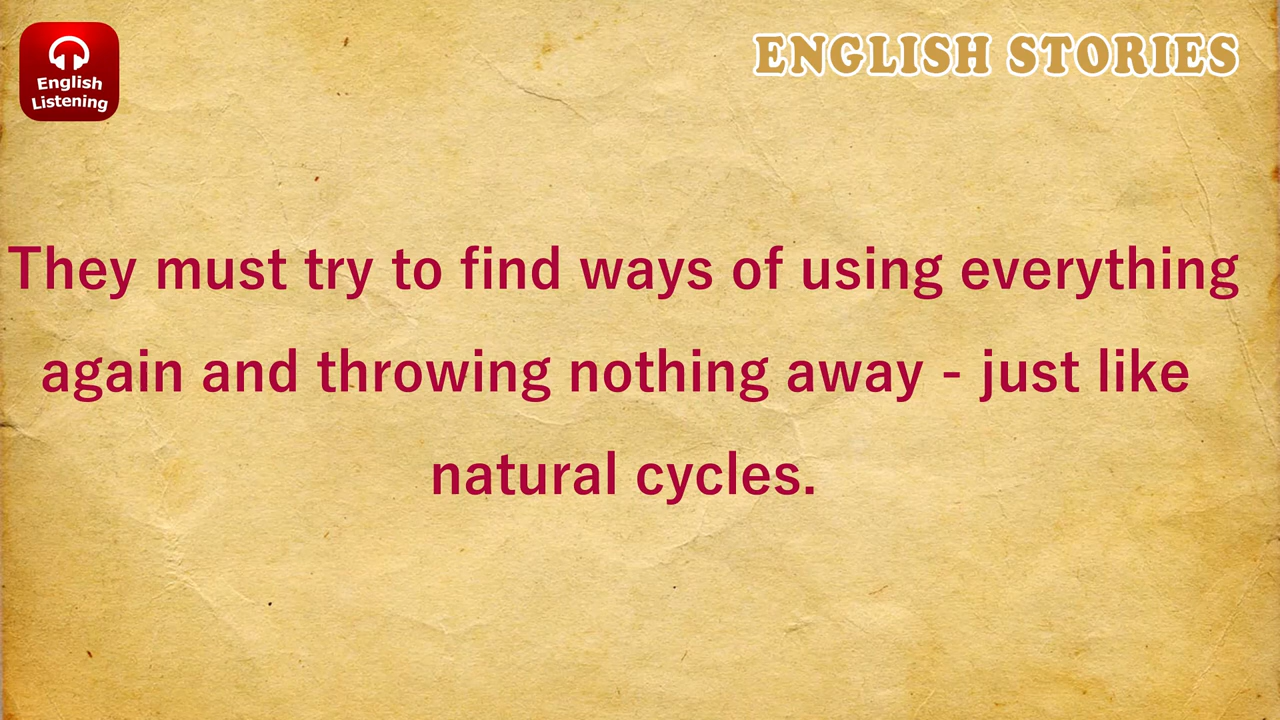 English
Listening
ENGLISH STORIES
They must try to find ways of using everything
again and throwing nothing away - just like
natural cycles.